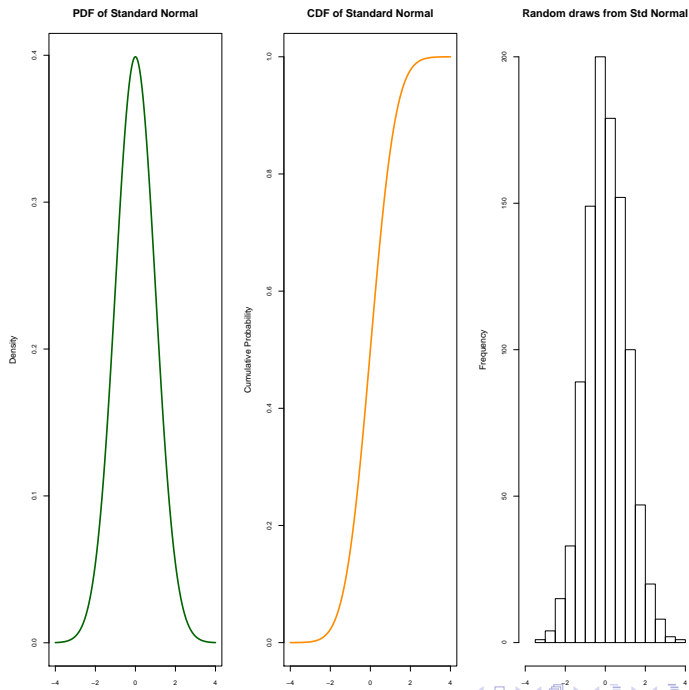 PDF of Standard Normal
Density
0.4
0.3
0.2
0.1
0.0
−4 −2 0 2 4
CDF of Standard Normal
Cumulative Probability
1.0
0.8
0.6
0.4
0.2
0.0
−4 −2 0 2 4
Random draws from Std Normal
Frequency
200
150
100
50
0
−4 −2 0 2 4